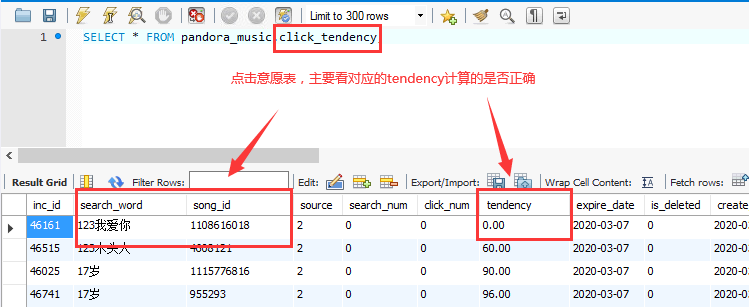 Limit to 300 rows
1 SELECT * FROM pandora_music.click_tendency
点击意愿表，主要看对应的tendency计算的是否正确
Result Grid Filter Rows: Edit: Export/Import: Wrap Cell Content: Fetch rows:
inc_id search_word song_id source search_num click_num tendency expire_date is_deleted create
46161 123我爱你 1108616018 2 0 0 0.00 2020-03-07 0 2020-03
46515 123木头人 4008121 2 0 0 60.00 2020-03-07 0 2020-03
46025 17岁 1115776816 2 0 0 90.00 2020-03-07 0 2020-03
46741 17岁 955293 2 0 0 96.00 2020-03-07 0 2020-03